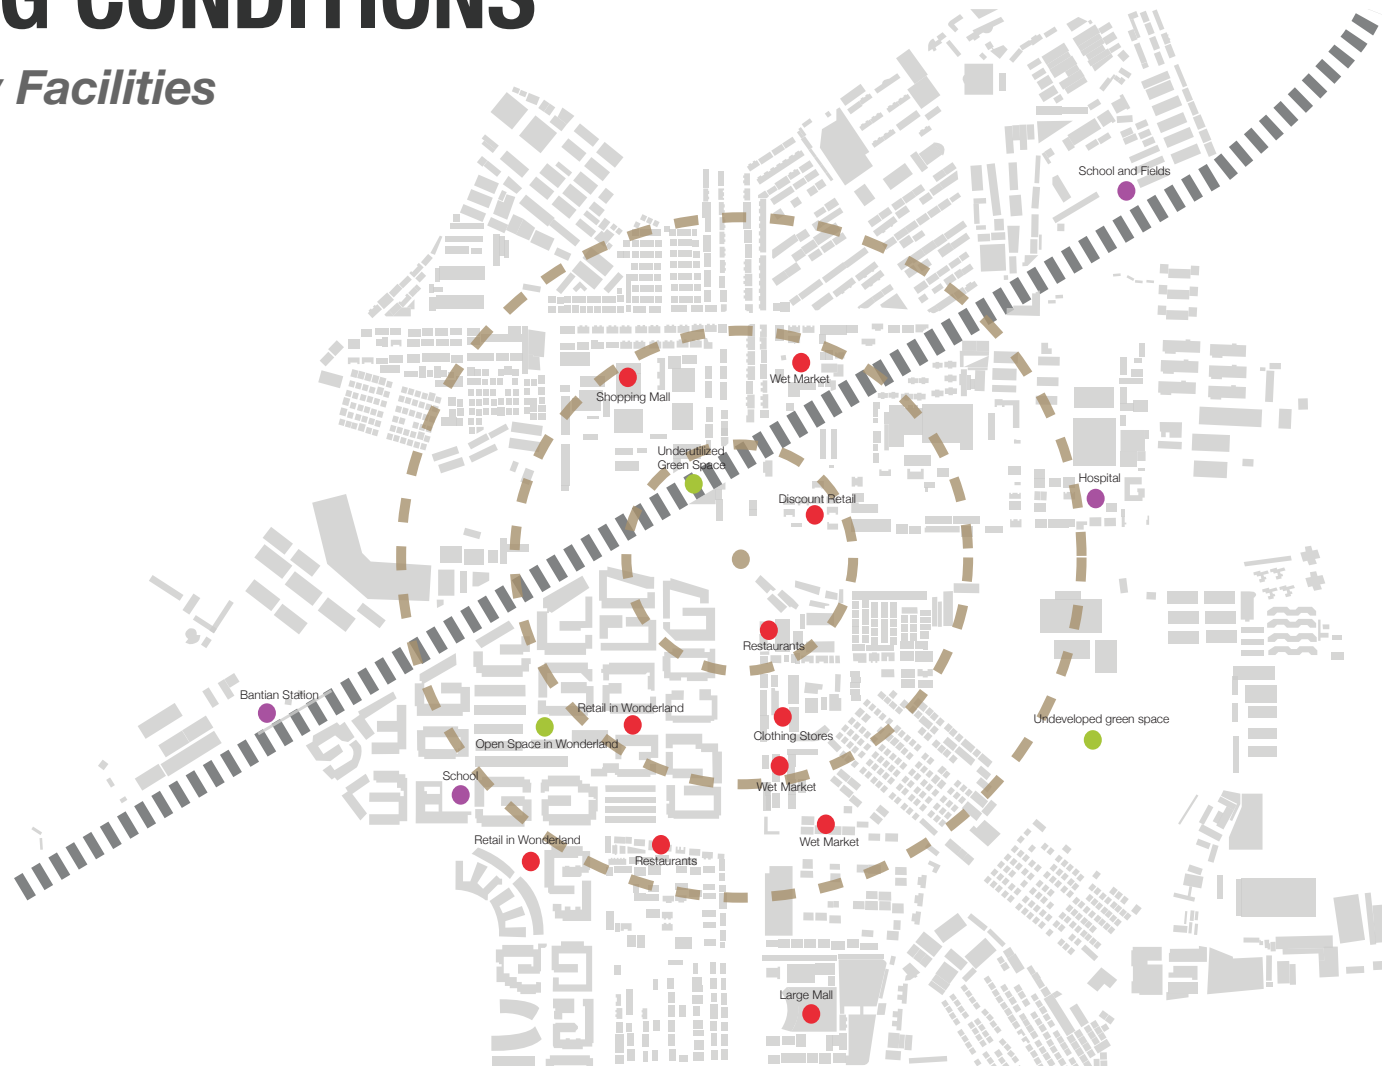 G CONDITIONS
Facilities
School and Fields
Wet Market
Shopping Mall
Underutilized
Green Space
Hospital
Discount Retail
Restaurants
Bantian Station
Retail in Wonderland
Undeveloped green space
Clothing Stores
Open Space in Wonderland
School
Wet Market
Retail in Wonderland
Wet Market
Restaurants
Large Mall